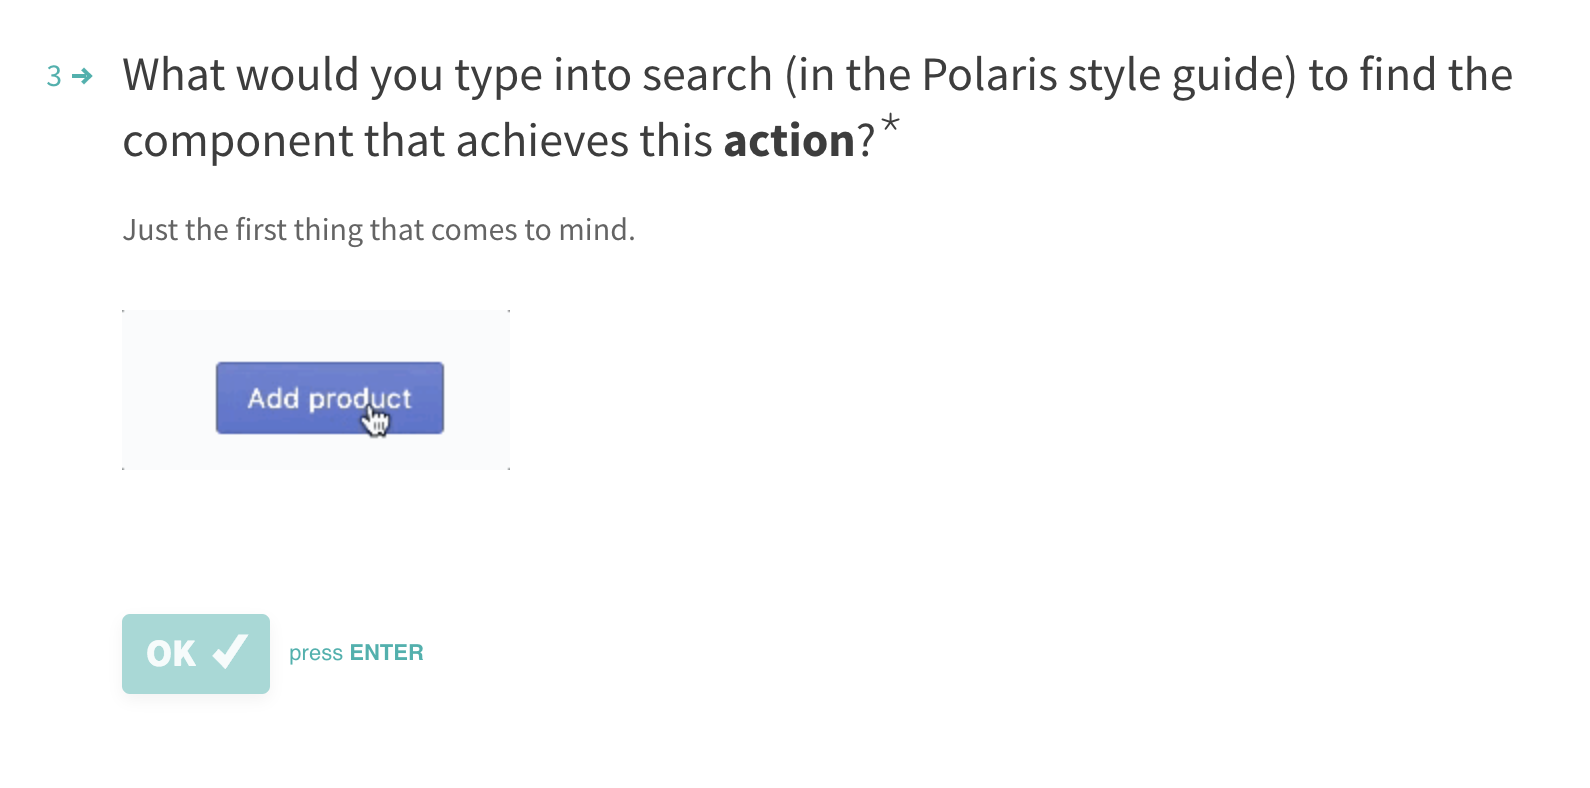 3 → What would you type into search (in the Polaris style guide) to find the
component that achieves this action?*
Just the first thing that comes to mind.
Add product
OK ✓ press ENTER